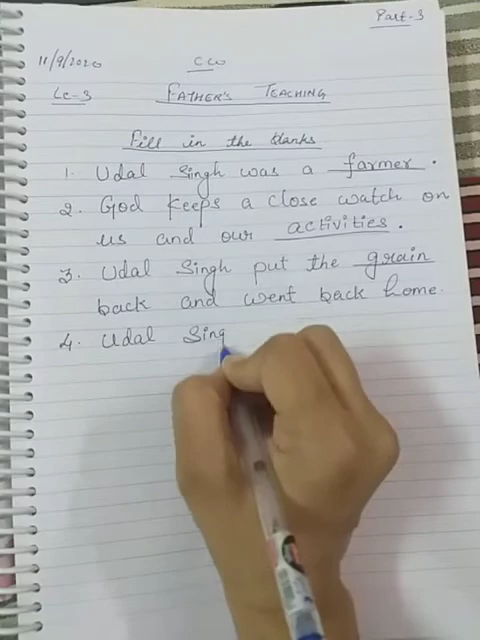 Part-3
11/9/2020 CW
Lc-3 FATHER'S TEACHING
Fill in the blanks
1. Udal Singh was a farmer.
2. God keeps a close watch on
us and our activities.
3. Udal Singh put the grain
back and went back home.
4. Udal Sing